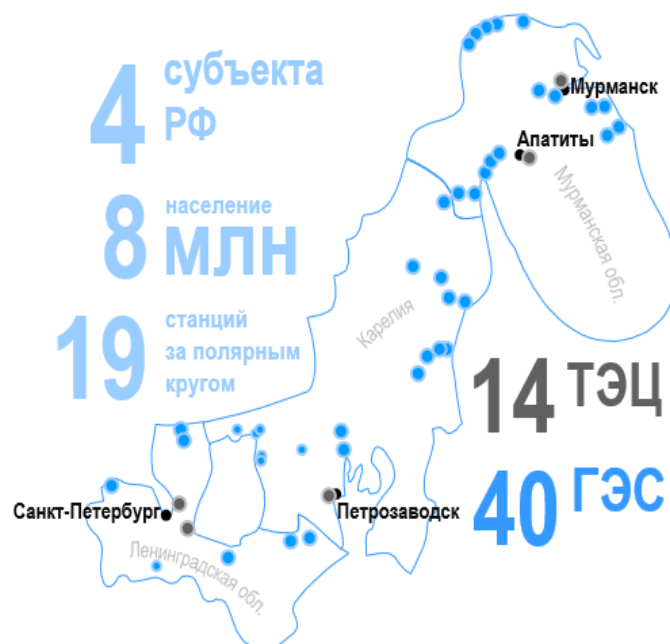 4 субъекта
РФ
Мурманск
Апатиты
8 население
млн
Мурманская обл.
19 станций
за полярным
кругом
Карелия
14 ТЭЦ
40 ГЭС
Санкт-Петербург
Петрозаводск
Ленинградская обл.